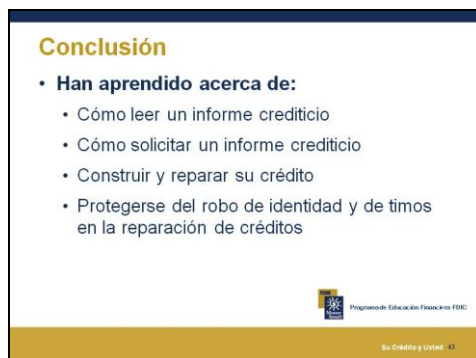 Conclusión
• Han aprendido acerca de:
• Cómo leer un informe crediticio
• Cómo solicitar un informe crediticio
• Construir y reparar su crédito
• Protegerse del robo de identidad y de timos
en la reparación de créditos
Programa de Educación Financiera FDIC
Su Crédito y Usted 43